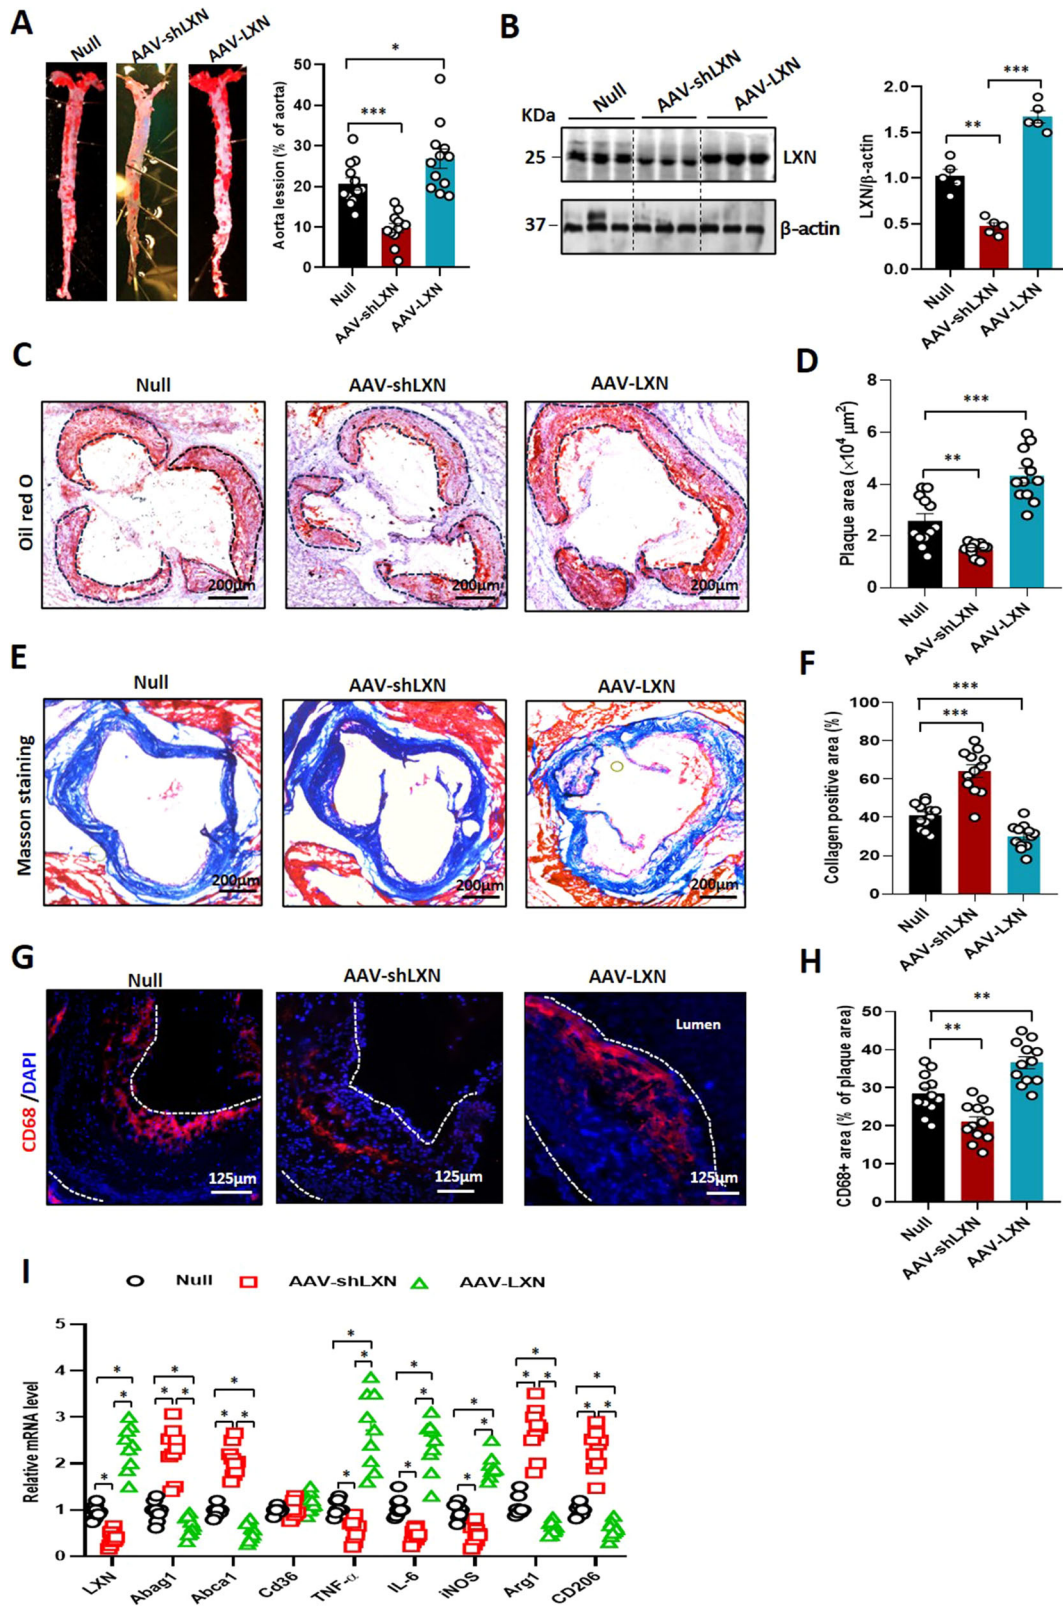 A
Null
AAV-shLXN
AAV-LXN
Aorta lession (% of aorta)
50
40
30
20
10
0
*
***
Null
AAV-shLXN
AAV-LXN
B
Null
AAV-shLXN
AAV-LXN
KDa
25
LXN
37
β-actin
LXN/β-actin
2.0
1.5
1.0
0.5
0.0
***
**
Null
AAV-shLXN
AAV-LXN
C
Null
AAV-shLXN
AAV-LXN
Oil red O
200μm
200μm
200μm
D
Plaque area (×10⁴ μm²)
8
6
4
2
0
***
**
Null
AAV-shLXN
AAV-LXN
E
Null
AAV-shLXN
AAV-LXN
Masson staining
200μm
200μm
200μm
F
Collagen positive area (%)
100
80
60
40
20
0
***
***
Null
AAV-shLXN
AAV-LXN
G
Null
AAV-shLXN
AAV-LXN
CD68 /DAPI
Lumen
125μm
125μm
125μm
H
CD68+ area (% of plaque area)
50
40
30
20
10
0
**
**
Null
AAV-shLXN
AAV-LXN
I
Null AAV-shLXN AAV-LXN
Relative mRNA level
5
4
3
2
1
0
* * *
* * *
* * *
* * *
* * *
* * *
* * *
* * *
LXN
Abag1
Abca1
Cd36
TNF-α
IL-6
iNOS
Arg1
CD206